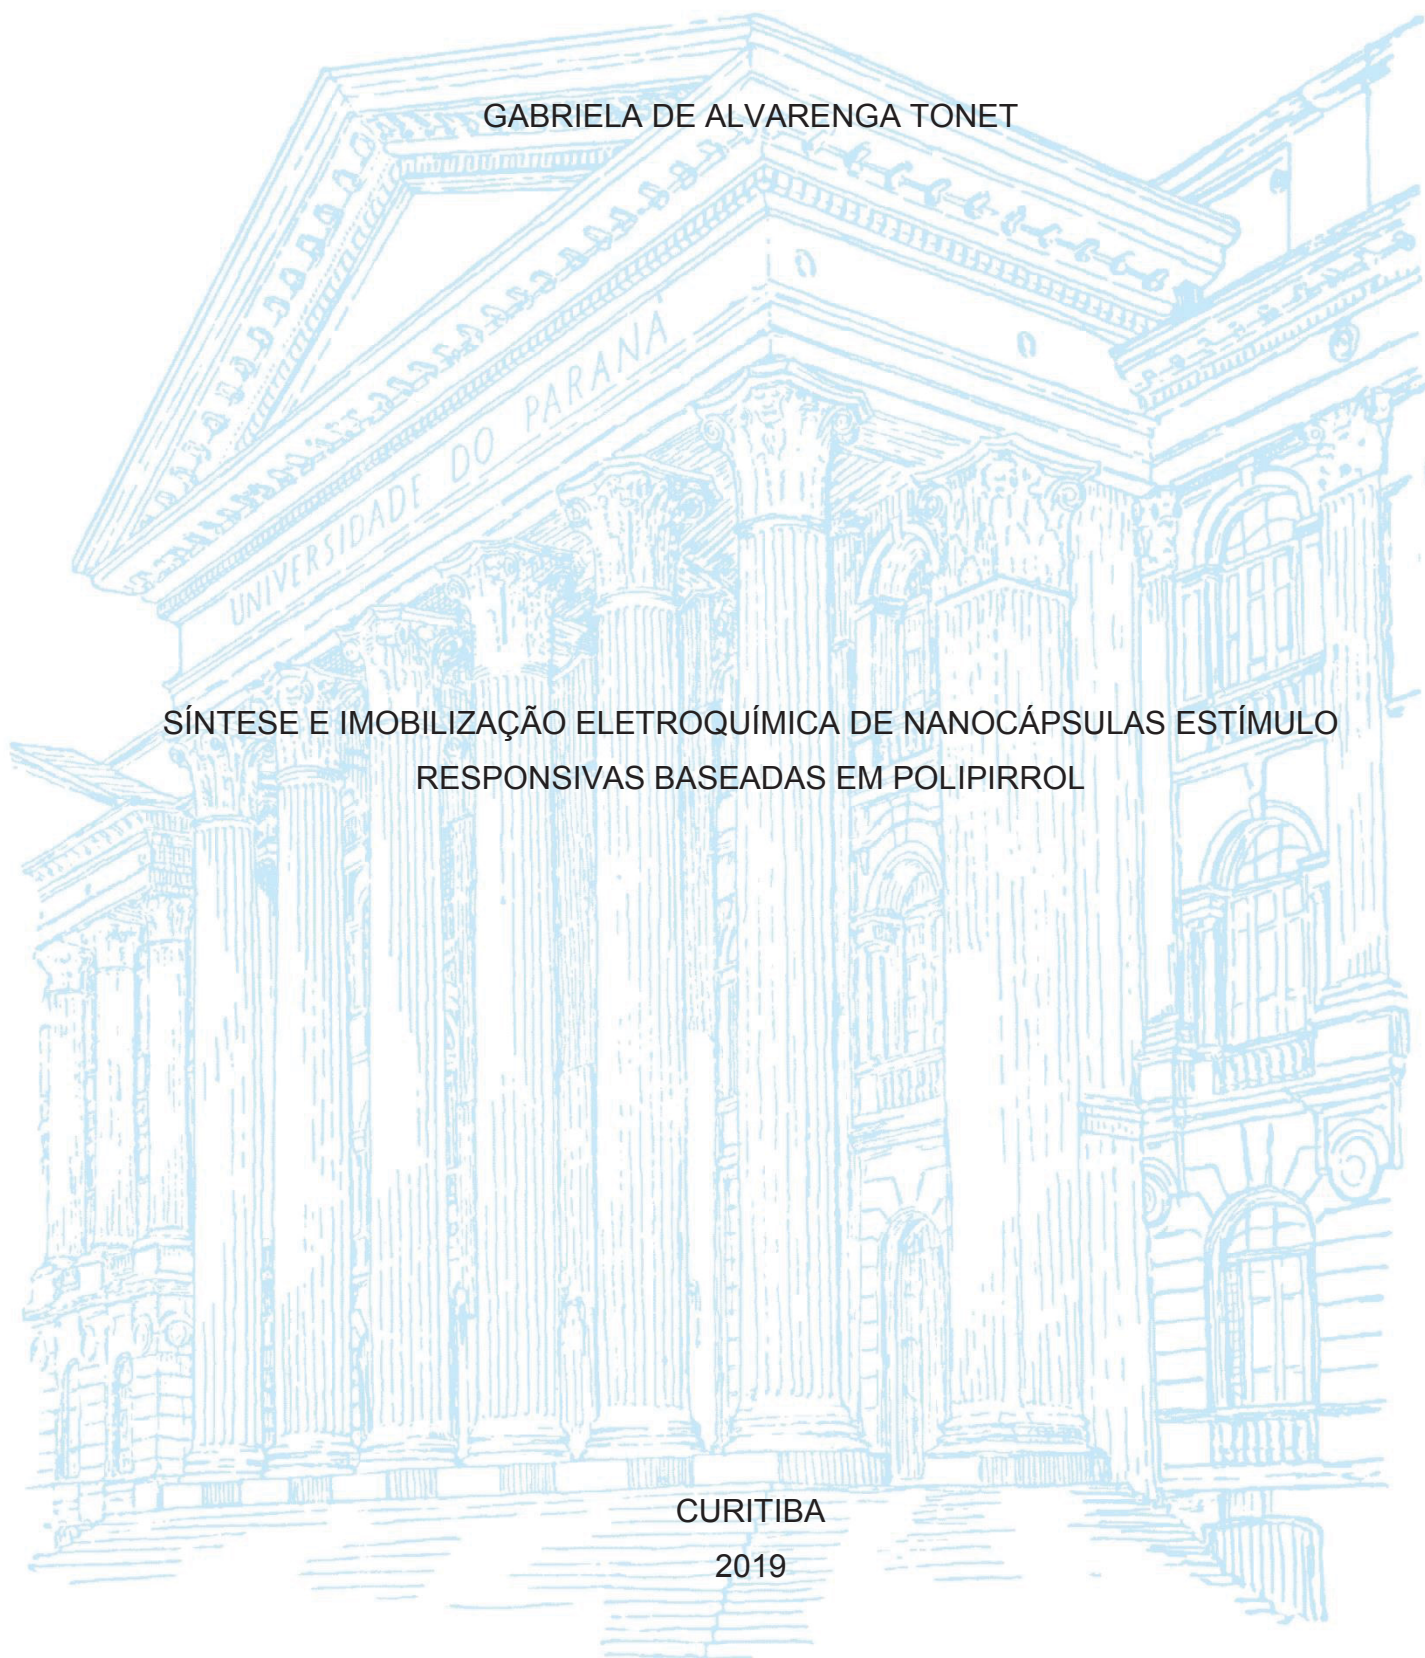 GABRIELA DE ALVARENGA TONET
UNIVERSIDADE DO PARANÁ
SÍNTESE E IMOBILIZAÇÃO ELETROQUÍMICA DE NANOCÁPSULAS ESTÍMULO
RESPONSIVAS BASEADAS EM POLIPIRROL
CURITIBA
2019